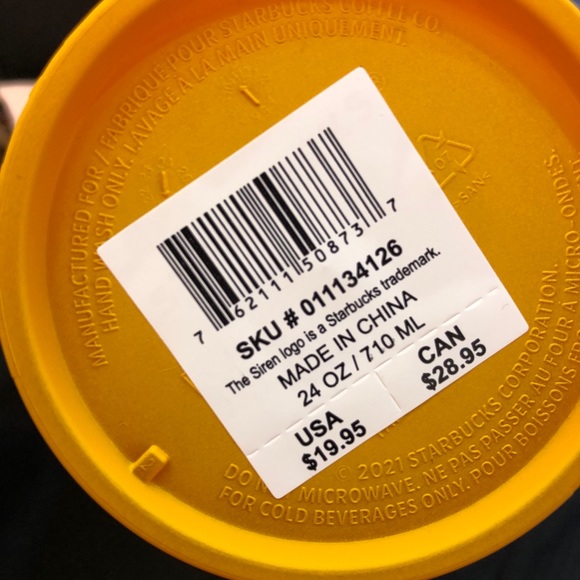 MANUFACTURED FOR / FABRIQUÉ POUR STARBUCKS COFFEE CO.
HAND WASH ONLY. LAVAGE À LA MAIN UNIQUEMENT.
7 62111 50873 7
SKU # 011134126
The Siren logo is a Starbucks trademark.
MADE IN CHINA
24 OZ / 710 ML
USA
$19.95
CAN
$28.95
© 2021 STARBUCKS CORPORATION.
DO NOT MICROWAVE. NE PAS PASSER AU FOUR À MICRO-ONDES.
FOR COLD BEVERAGES ONLY. POUR BOISSONS
SAN
2